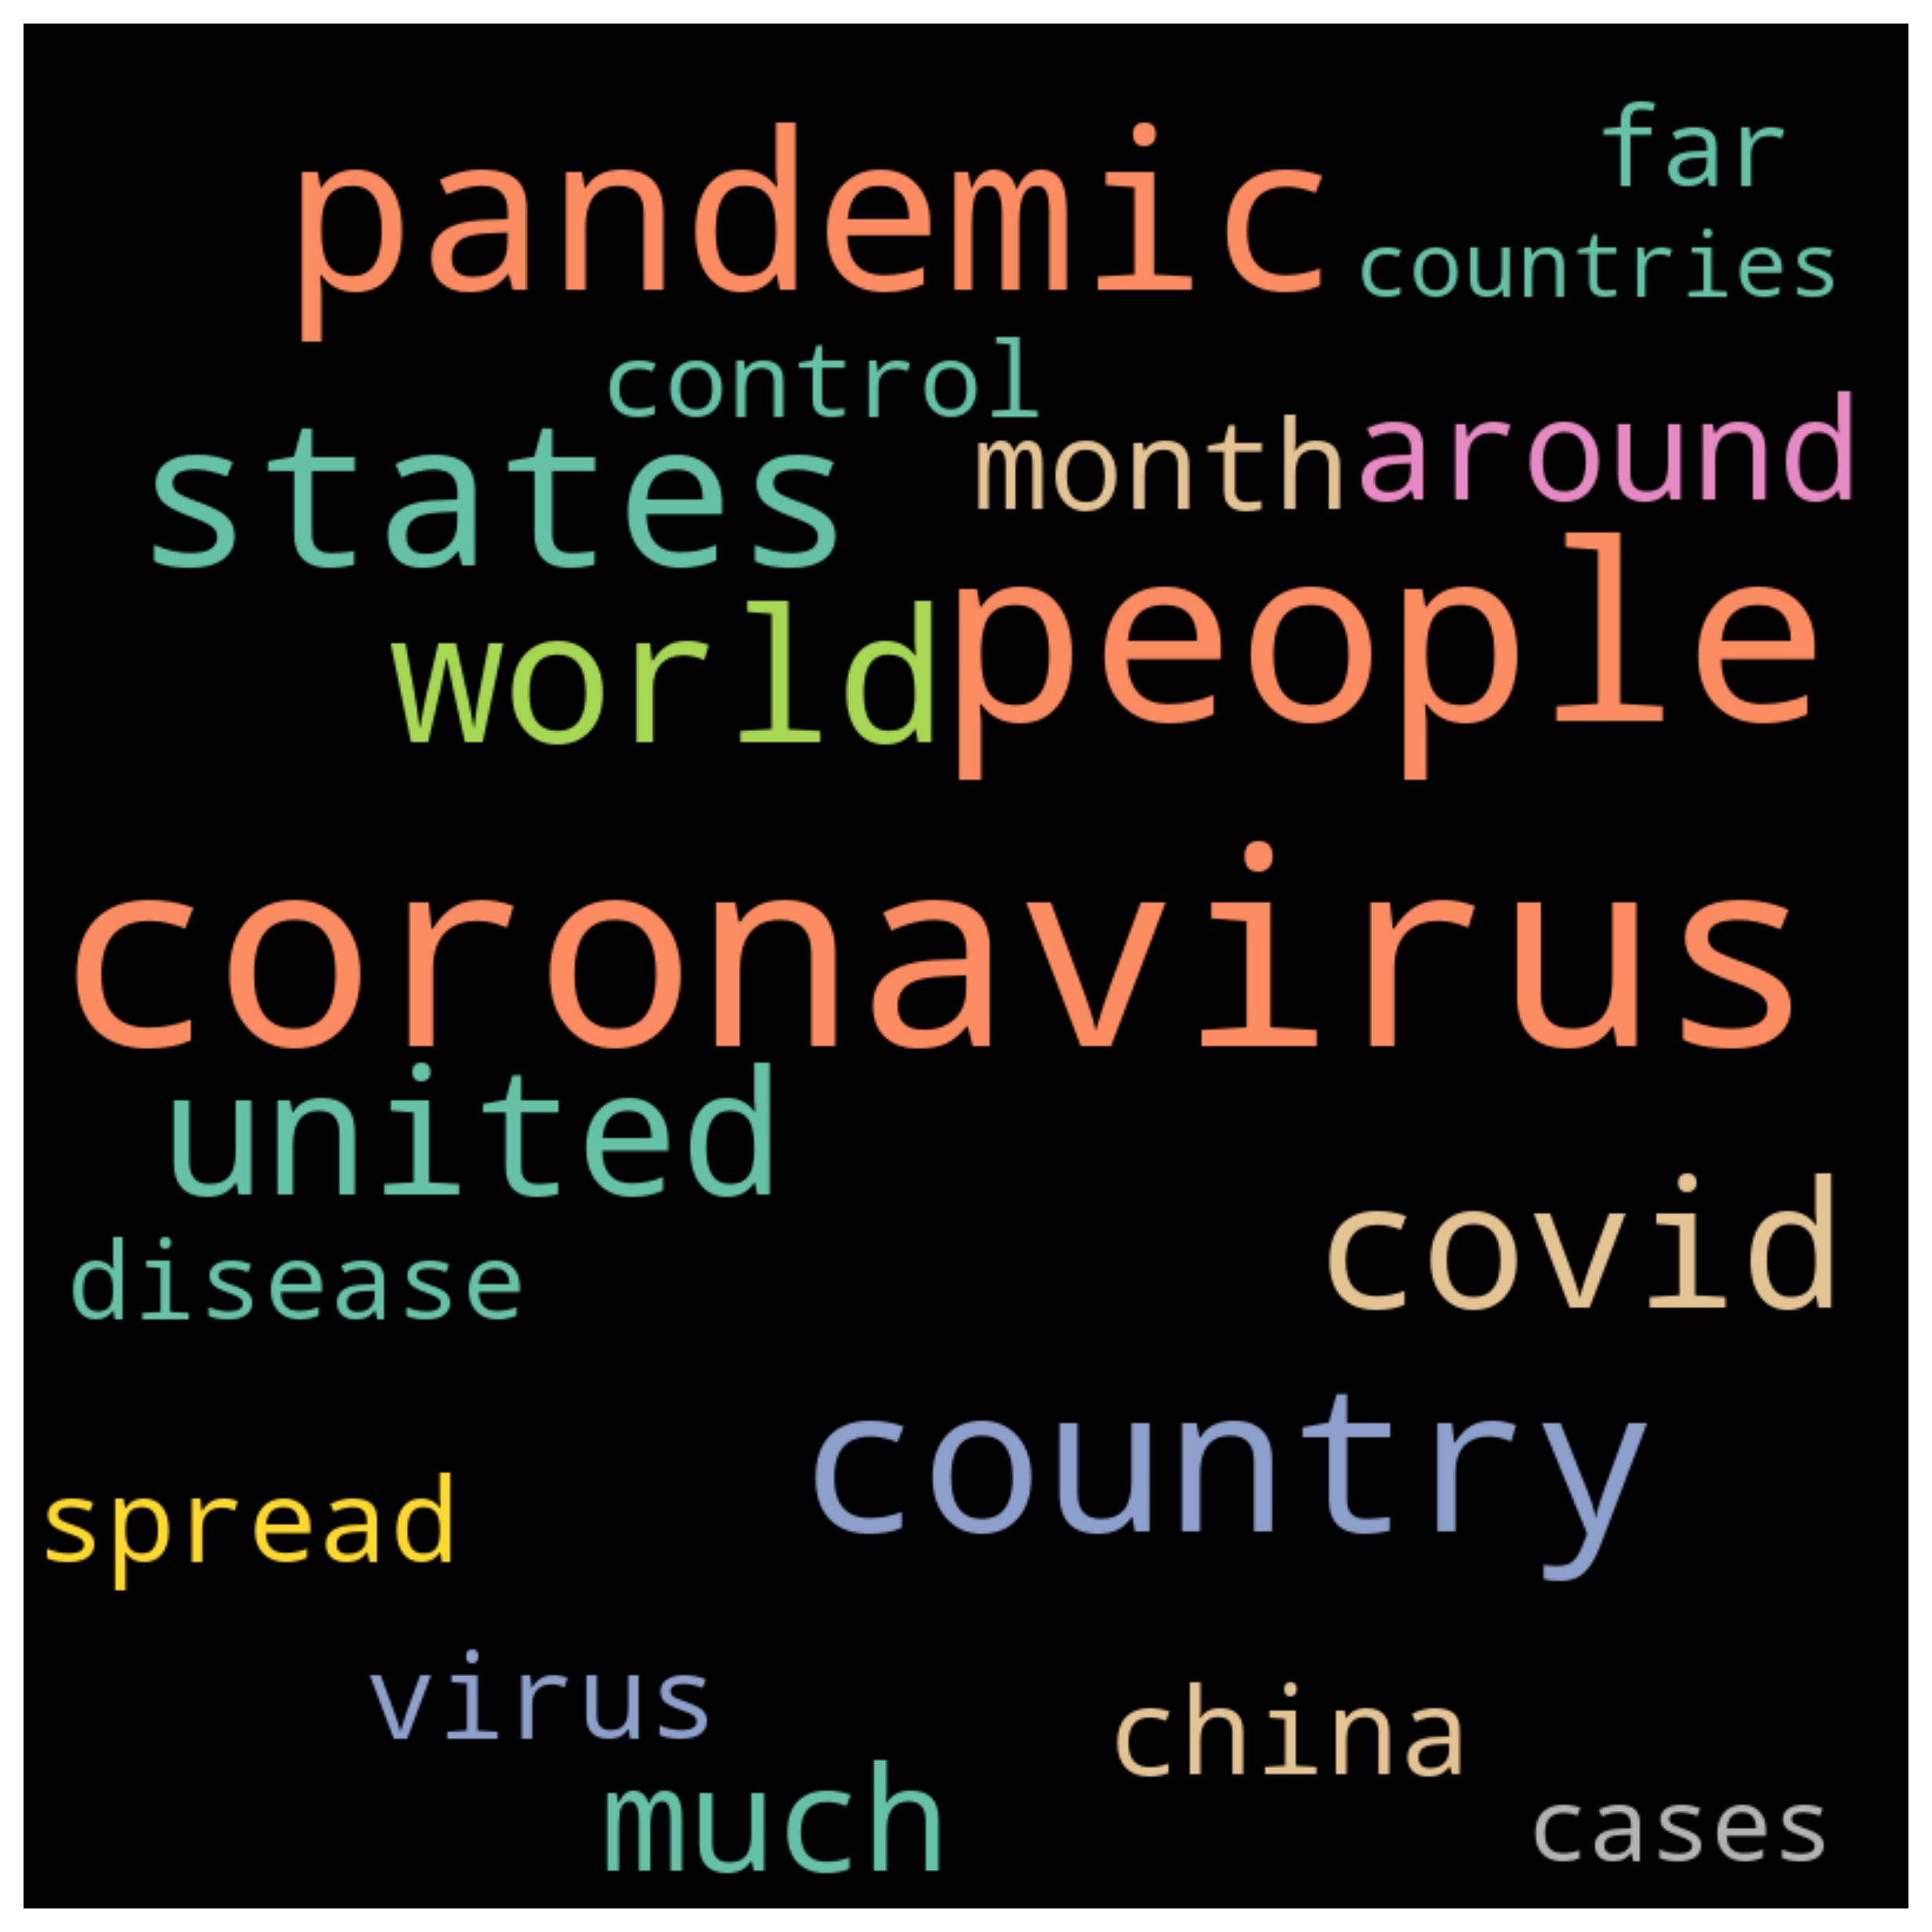 far
pandemic
countries
control
around
month
states
people
world
coronavirus
united
covid
disease
country
spread
virus
china
much
cases